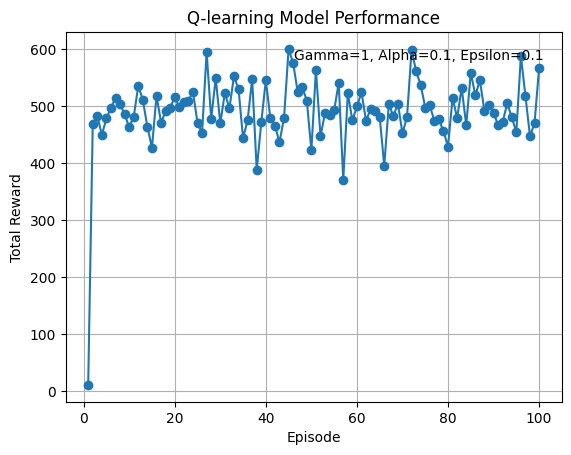 Q-learning Model Performance
Gamma=1, Alpha=0.1, Epsilon=0.1
600
500
400
300
200
100
0
Total Reward
0 20 40 60 80 100
Episode